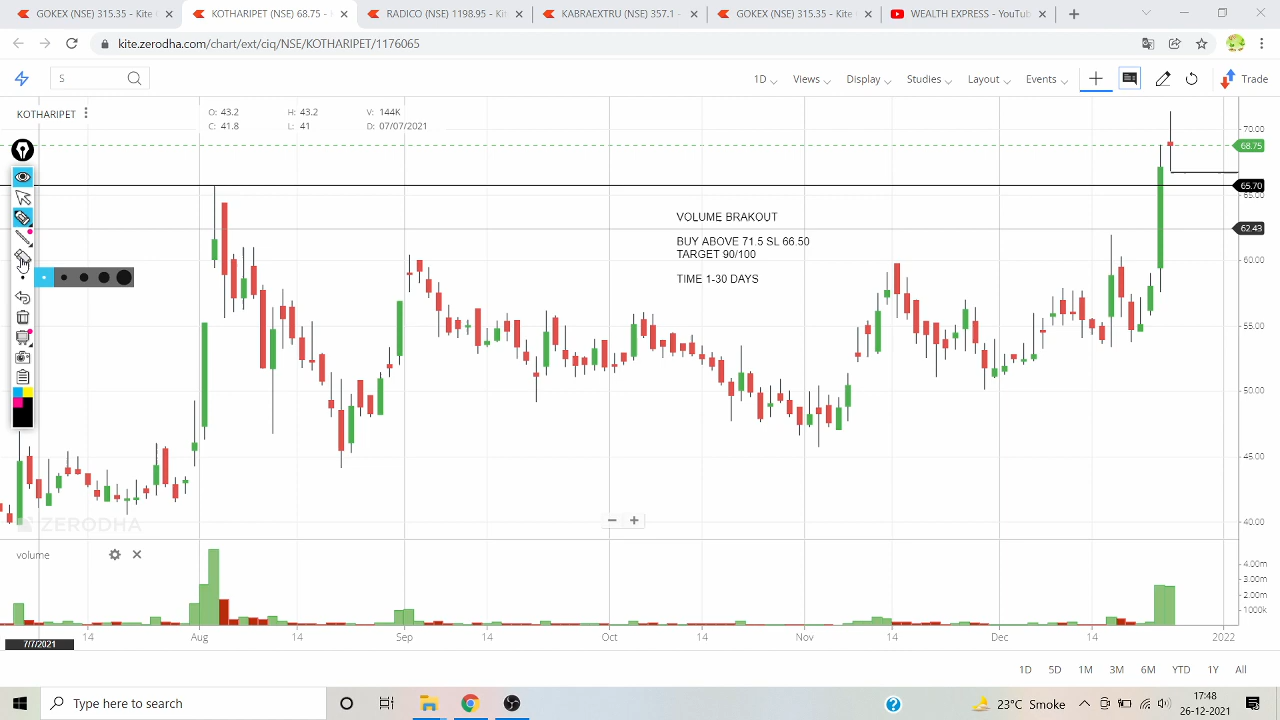 GOKEX (NSE) 315.35 - Kite
KOTHARIPET (NSE) 68.75 -
RADICO (NSE) 1198.95 - Kit
KABRAEXTRU (NSE) 357.1 -
GOKEX (NSE) 315.35 - Kite
WEALTH EXPRESS - YouTub
kite.zerodha.com/chart/ext/ciq/NSE/KOTHARIPET/1176065
S
1D
Views
Display
Studies
Layout
Events
Trade
KOTHARIPET
O: 43.2 H: 43.2 V: 144K
C: 41.8 L: 41 D: 07/07/2021
70.00
68.75
65.70
65.00
62.43
60.00
55.00
50.00
45.00
40.00
VOLUME BRAKOUT
BUY ABOVE 71.5 SL 66.50
TARGET 90/100
TIME 1-30 DAYS
ZERODHA
volume
4.00m
3.00m
2.00m
1000k
14 Aug 14 Sep 14 Oct 14 Nov 14 Dec 14 2022
7/7/2021
1D 5D 1M 3M 6M YTD 1Y All
Type here to search
23°C Smoke
17:48
26-12-2021